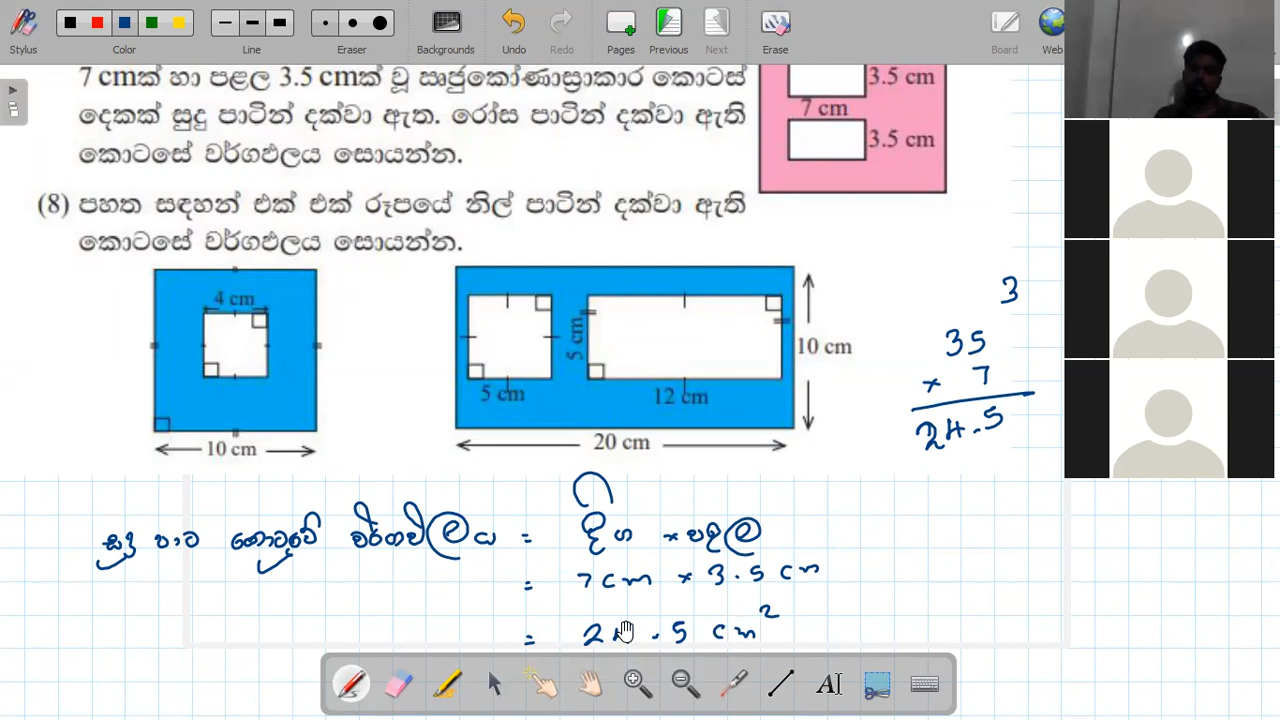 Stylus Color Line Eraser Backgrounds Undo Redo Pages Previous Next Erase Board Web
7 cmක් හා පළල 3.5 cmක් වූ ඍජුකෝණාස්‍රාකාර කොටස්
දෙකක් සුදු පාටින් දක්වා ඇත. රෝස පාටින් දක්වා ඇති
කොටසේ වර්ගඵලය සොයන්න.
3.5 cm
7 cm
3.5 cm
(8) පහත සඳහන් එක් එක් රූපයේ නිල් පාටින් දක්වා ඇති
කොටසේ වර්ගඵලය සොයන්න.
4 cm
10 cm
5 cm
5 cm
12 cm
10 cm
20 cm
3
35
× 7
24.5
සුදු පාට කොටසේ වර්ගඵලය = දිග × පළල
= 7cm × 3.5 cm
= 24.5 cm²